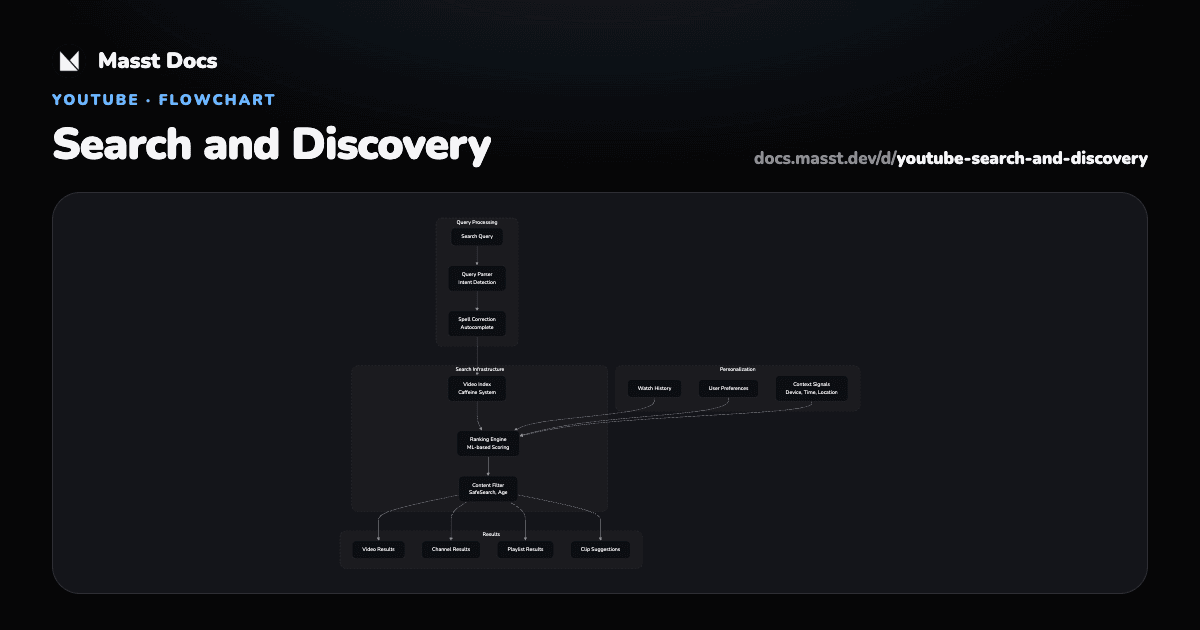 Masst Docs
YOUTUBE · FLOWCHART
Search and Discovery
docs.masst.dev/d/youtube-search-and-discovery
Query Processing
Search Query
Query Parser
Intent Detection
Spell Correction
Autocomplete
Search Infrastructure
Video Index
Caffeine System
Personalization
Watch History
User Preferences
Context Signals
Device, Time, Location
Ranking Engine
ML-based Scoring
Content Filter
SafeSearch, Age
Results
Video Results
Channel Results
Playlist Results
Clip Suggestions